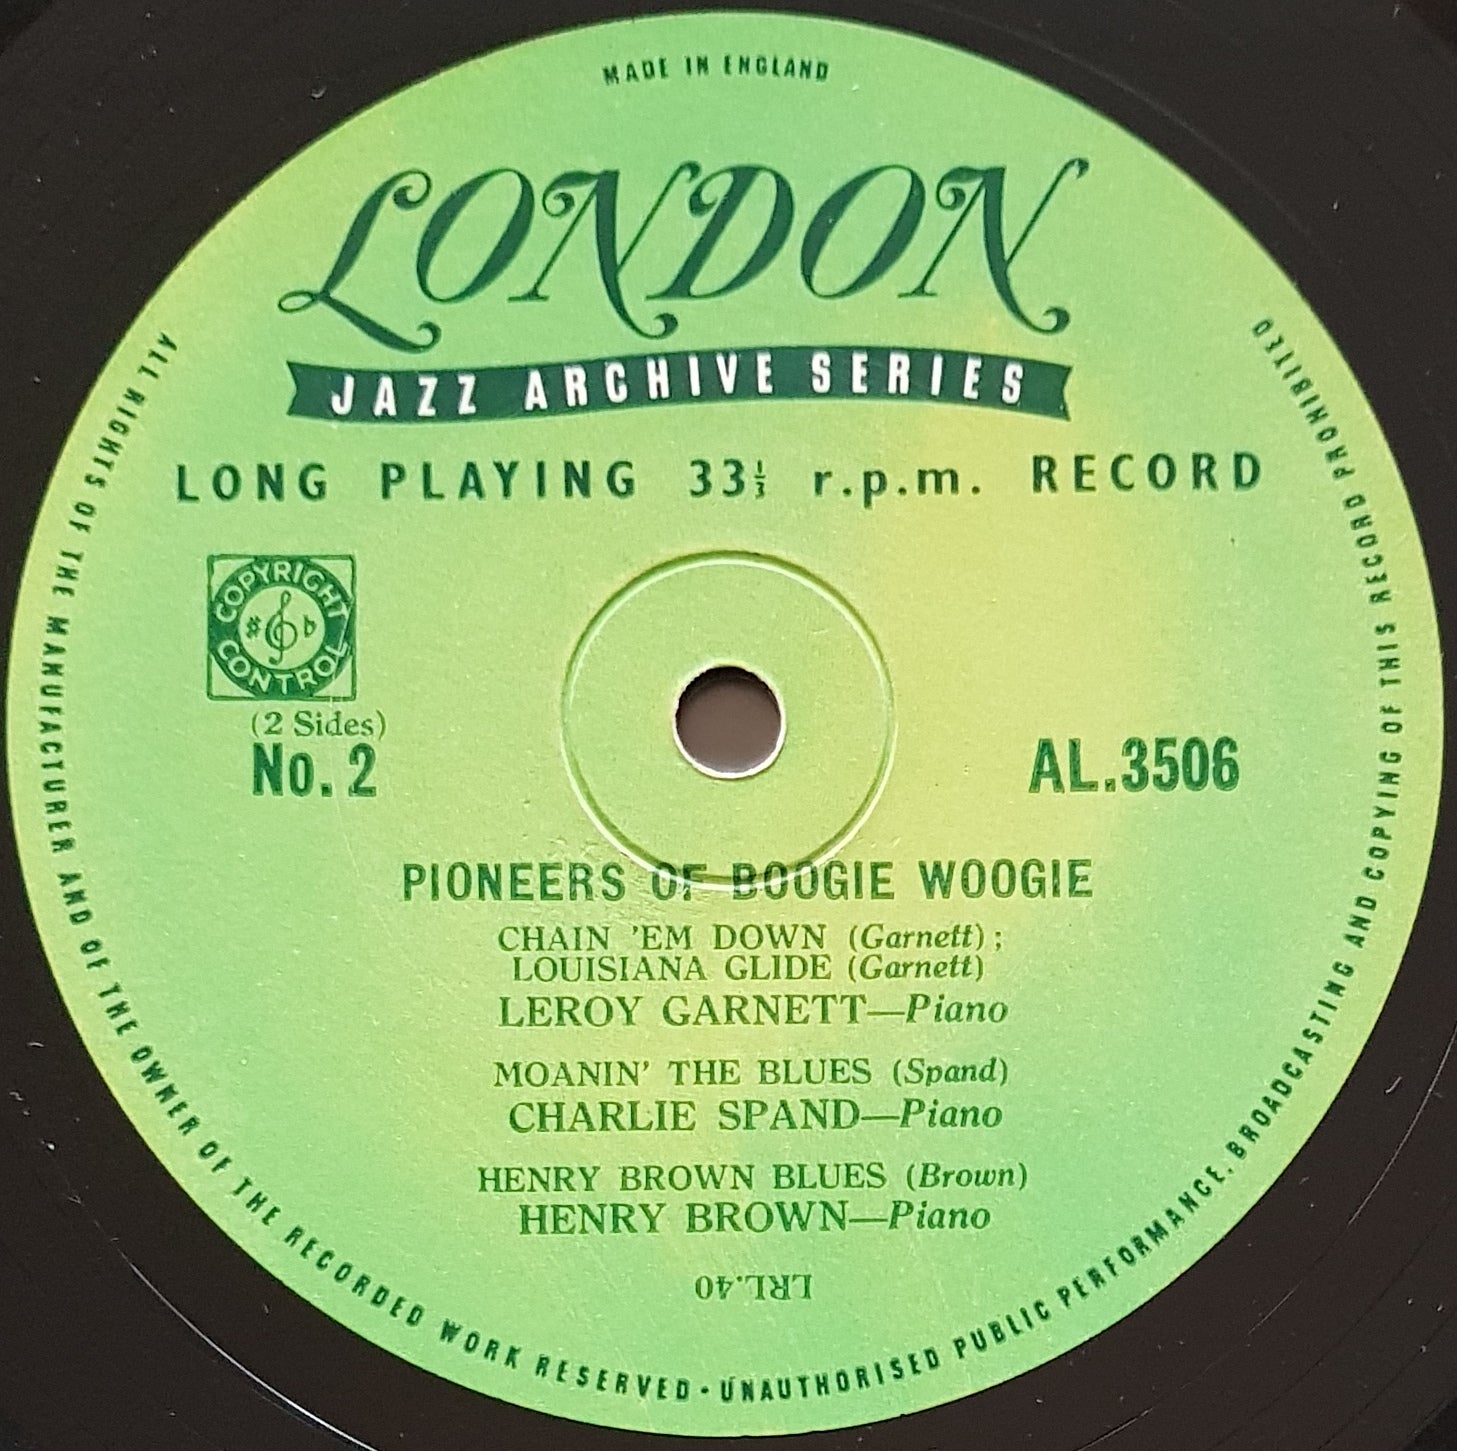 MADE IN ENGLAND
LONDON
JAZZ ARCHIVE SERIES
LONG PLAYING 33⅓ r.p.m. RECORD
COPYRIGHT
CONTROL
(2 Sides)
No. 2
AL.3506
PIONEERS OF BOOGIE WOOGIE
CHAIN 'EM DOWN (Garnett);
LOUISIANA GLIDE (Garnett)
LEROY GARNETT—Piano
MOANIN' THE BLUES (Spand)
CHARLIE SPAND—Piano
HENRY BROWN BLUES (Brown)
HENRY BROWN—Piano
LRL.40
ALL RIGHTS OF THE MANUFACTURER AND OF THE OWNER OF THE RECORDED WORK RESERVED · UNAUTHORISED PUBLIC PERFORMANCE. BROADCASTING AND COPYING OF THIS RECORD PROHIBITED